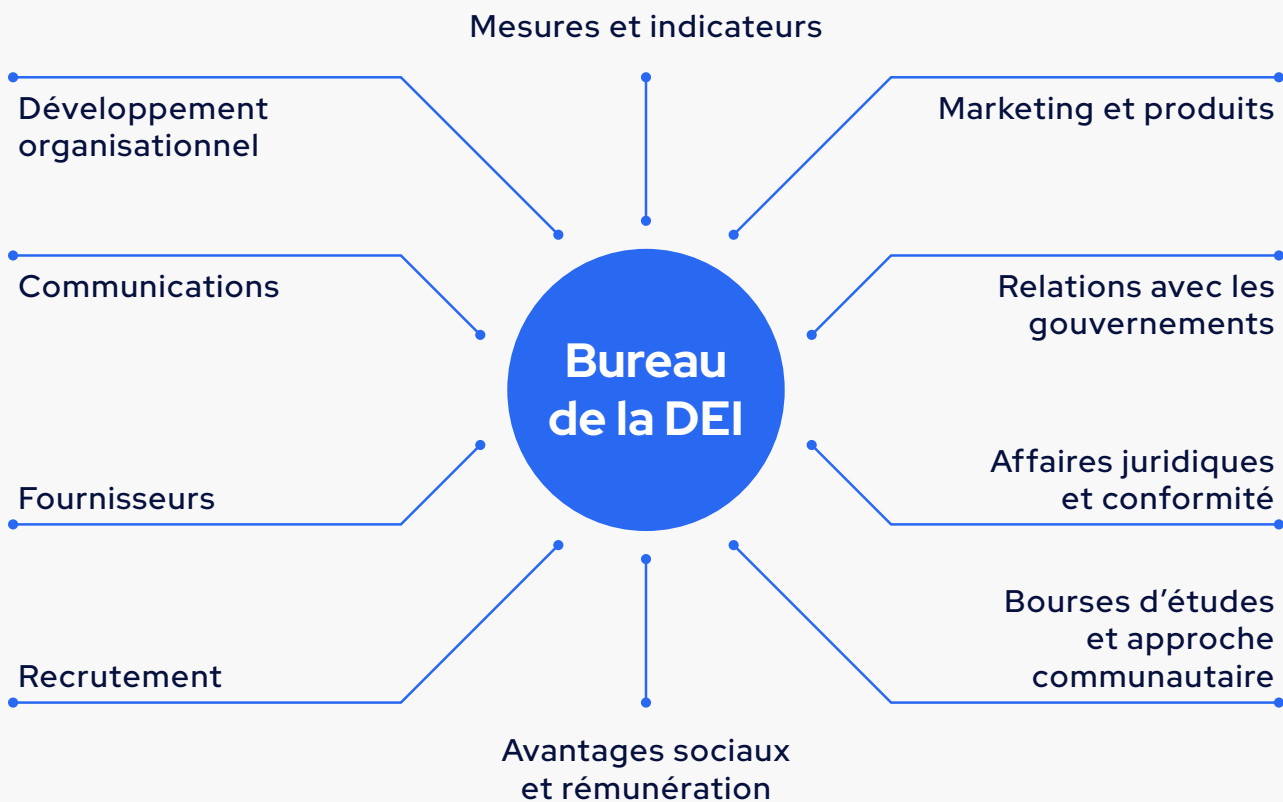 Mesures et indicateurs
Développement
organisationnel
Marketing et produits
Communications
Relations avec les
gouvernements
Bureau
de la DEI
Fournisseurs
Affaires juridiques
et conformité
Recrutement
Bourses d’études
et approche
communautaire
Avantages sociaux
et rémunération